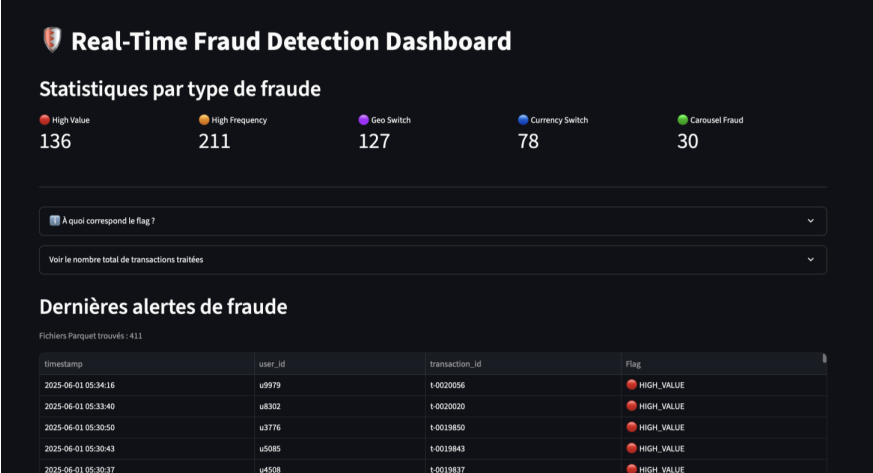 Real-Time Fraud Detection Dashboard
Statistiques par type de fraude
High Value High Frequency Geo Switch Currency Switch Carousel Fraud
136 211 127 78 30
À quoi correspond le flag ?
Voir le nombre total de transactions traitées
Dernières alertes de fraude
Fichiers Parquet trouvés : 411
timestamp user_id transaction_id Flag
2025-06-01 05:34:16 u9979 t-0020056 HIGH_VALUE
2025-06-01 05:33:40 u8302 t-0020020 HIGH_VALUE
2025-06-01 05:30:50 u3776 t-0019850 HIGH_VALUE
2025-06-01 05:30:43 u5085 t-0019843 HIGH_VALUE
2025-06-01 05:30:37 u4508 t-0019837 HIGH_VALUE